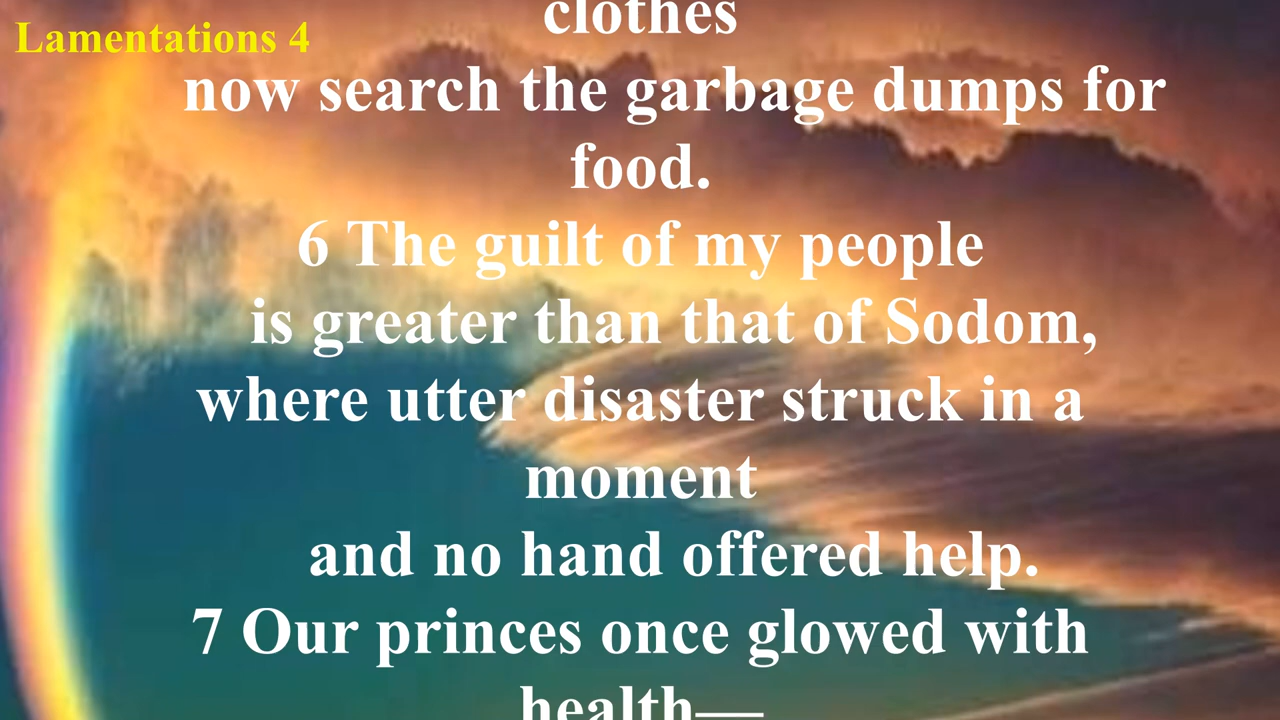 Lamentations 4
clothes
now search the garbage dumps for
food.
6 The guilt of my people
is greater than that of Sodom,
where utter disaster struck in a
moment
and no hand offered help.
7 Our princes once glowed with
health—